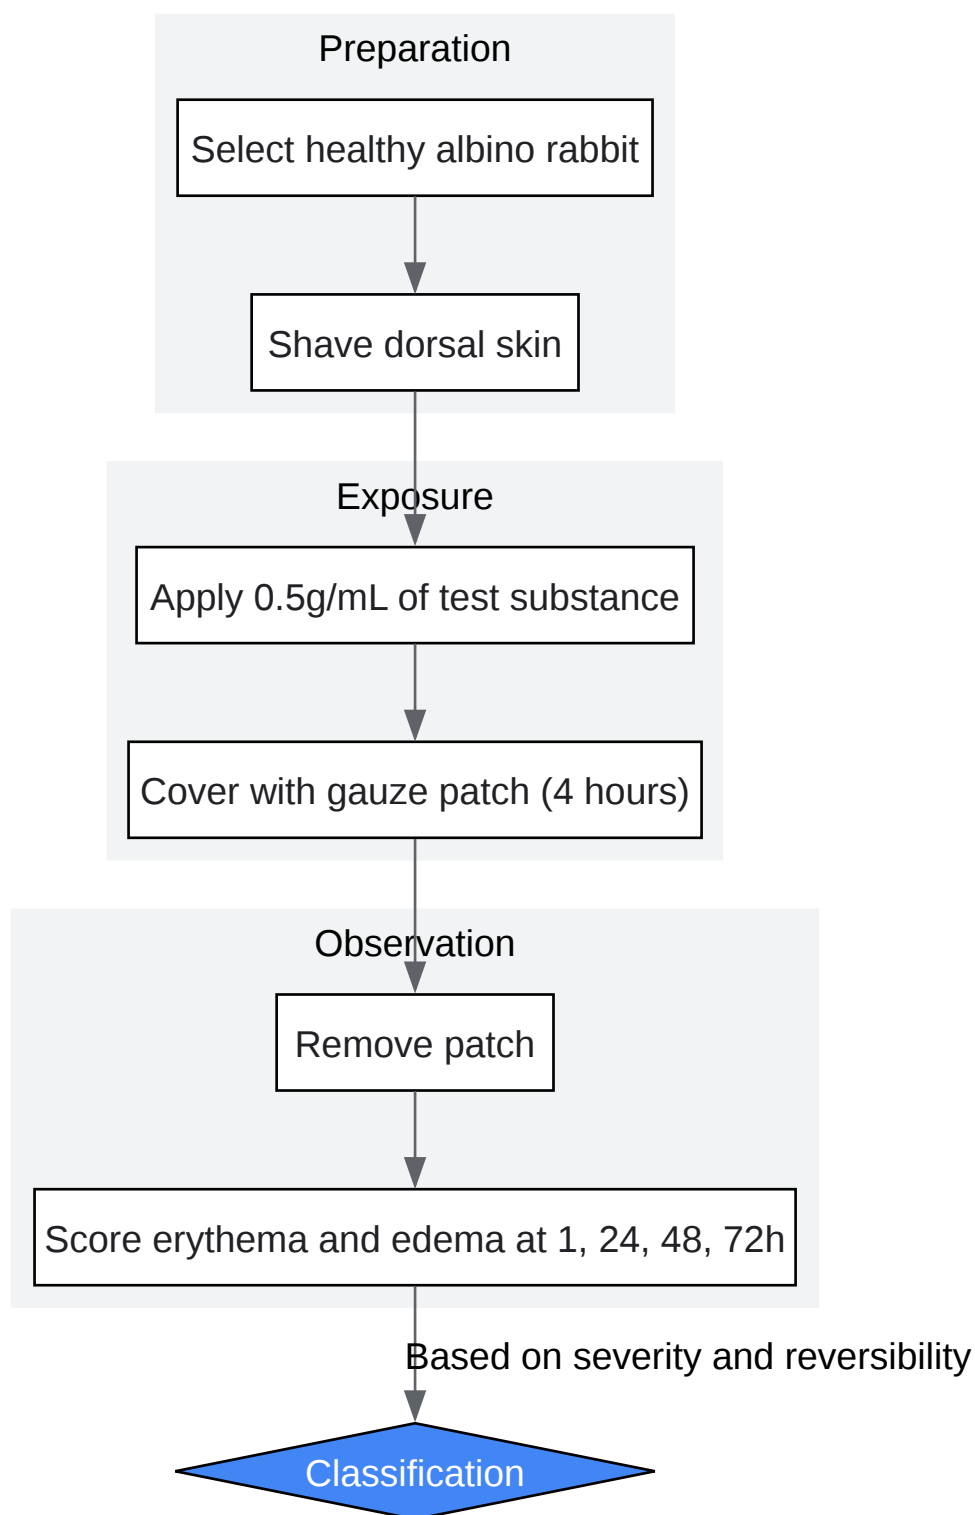 Preparation
Select healthy albino rabbit
Shave dorsal skin
Exposure
Apply 0.5g/mL of test substance
Cover with gauze patch (4 hours)
Observation
Remove patch
Score erythema and edema at 1, 24, 48, 72h
Based on severity and reversibility
Classification